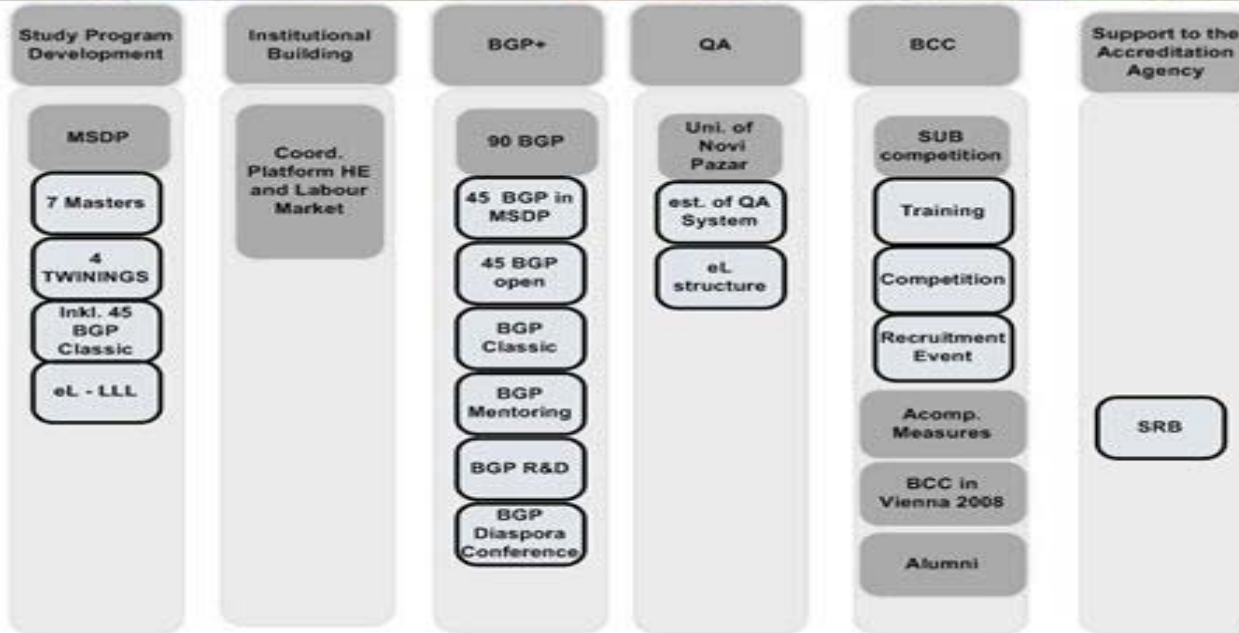 Study Program
Development
MSDP
7 Masters
4
TWININGS
Inkl. 45
BGP
Classic
eL - LLL
Institutional
Building
Coord.
Platform HE
and Labour
Market
BGP+
90 BGP
45 BGP in
MSDP
45 BGP
open
BGP
Classic
BGP
Mentoring
BGP R&D
BGP
Diaspora
Conference
QA
Uni. of
Novi
Pazar
est. of QA
System
eL
structure
BCC
SUB
competition
Training
Competition
Recruitment
Event
Acomp.
Measures
BCC in
Vienna 2008
Alumni
Support to the
Accreditation
Agency
SRB